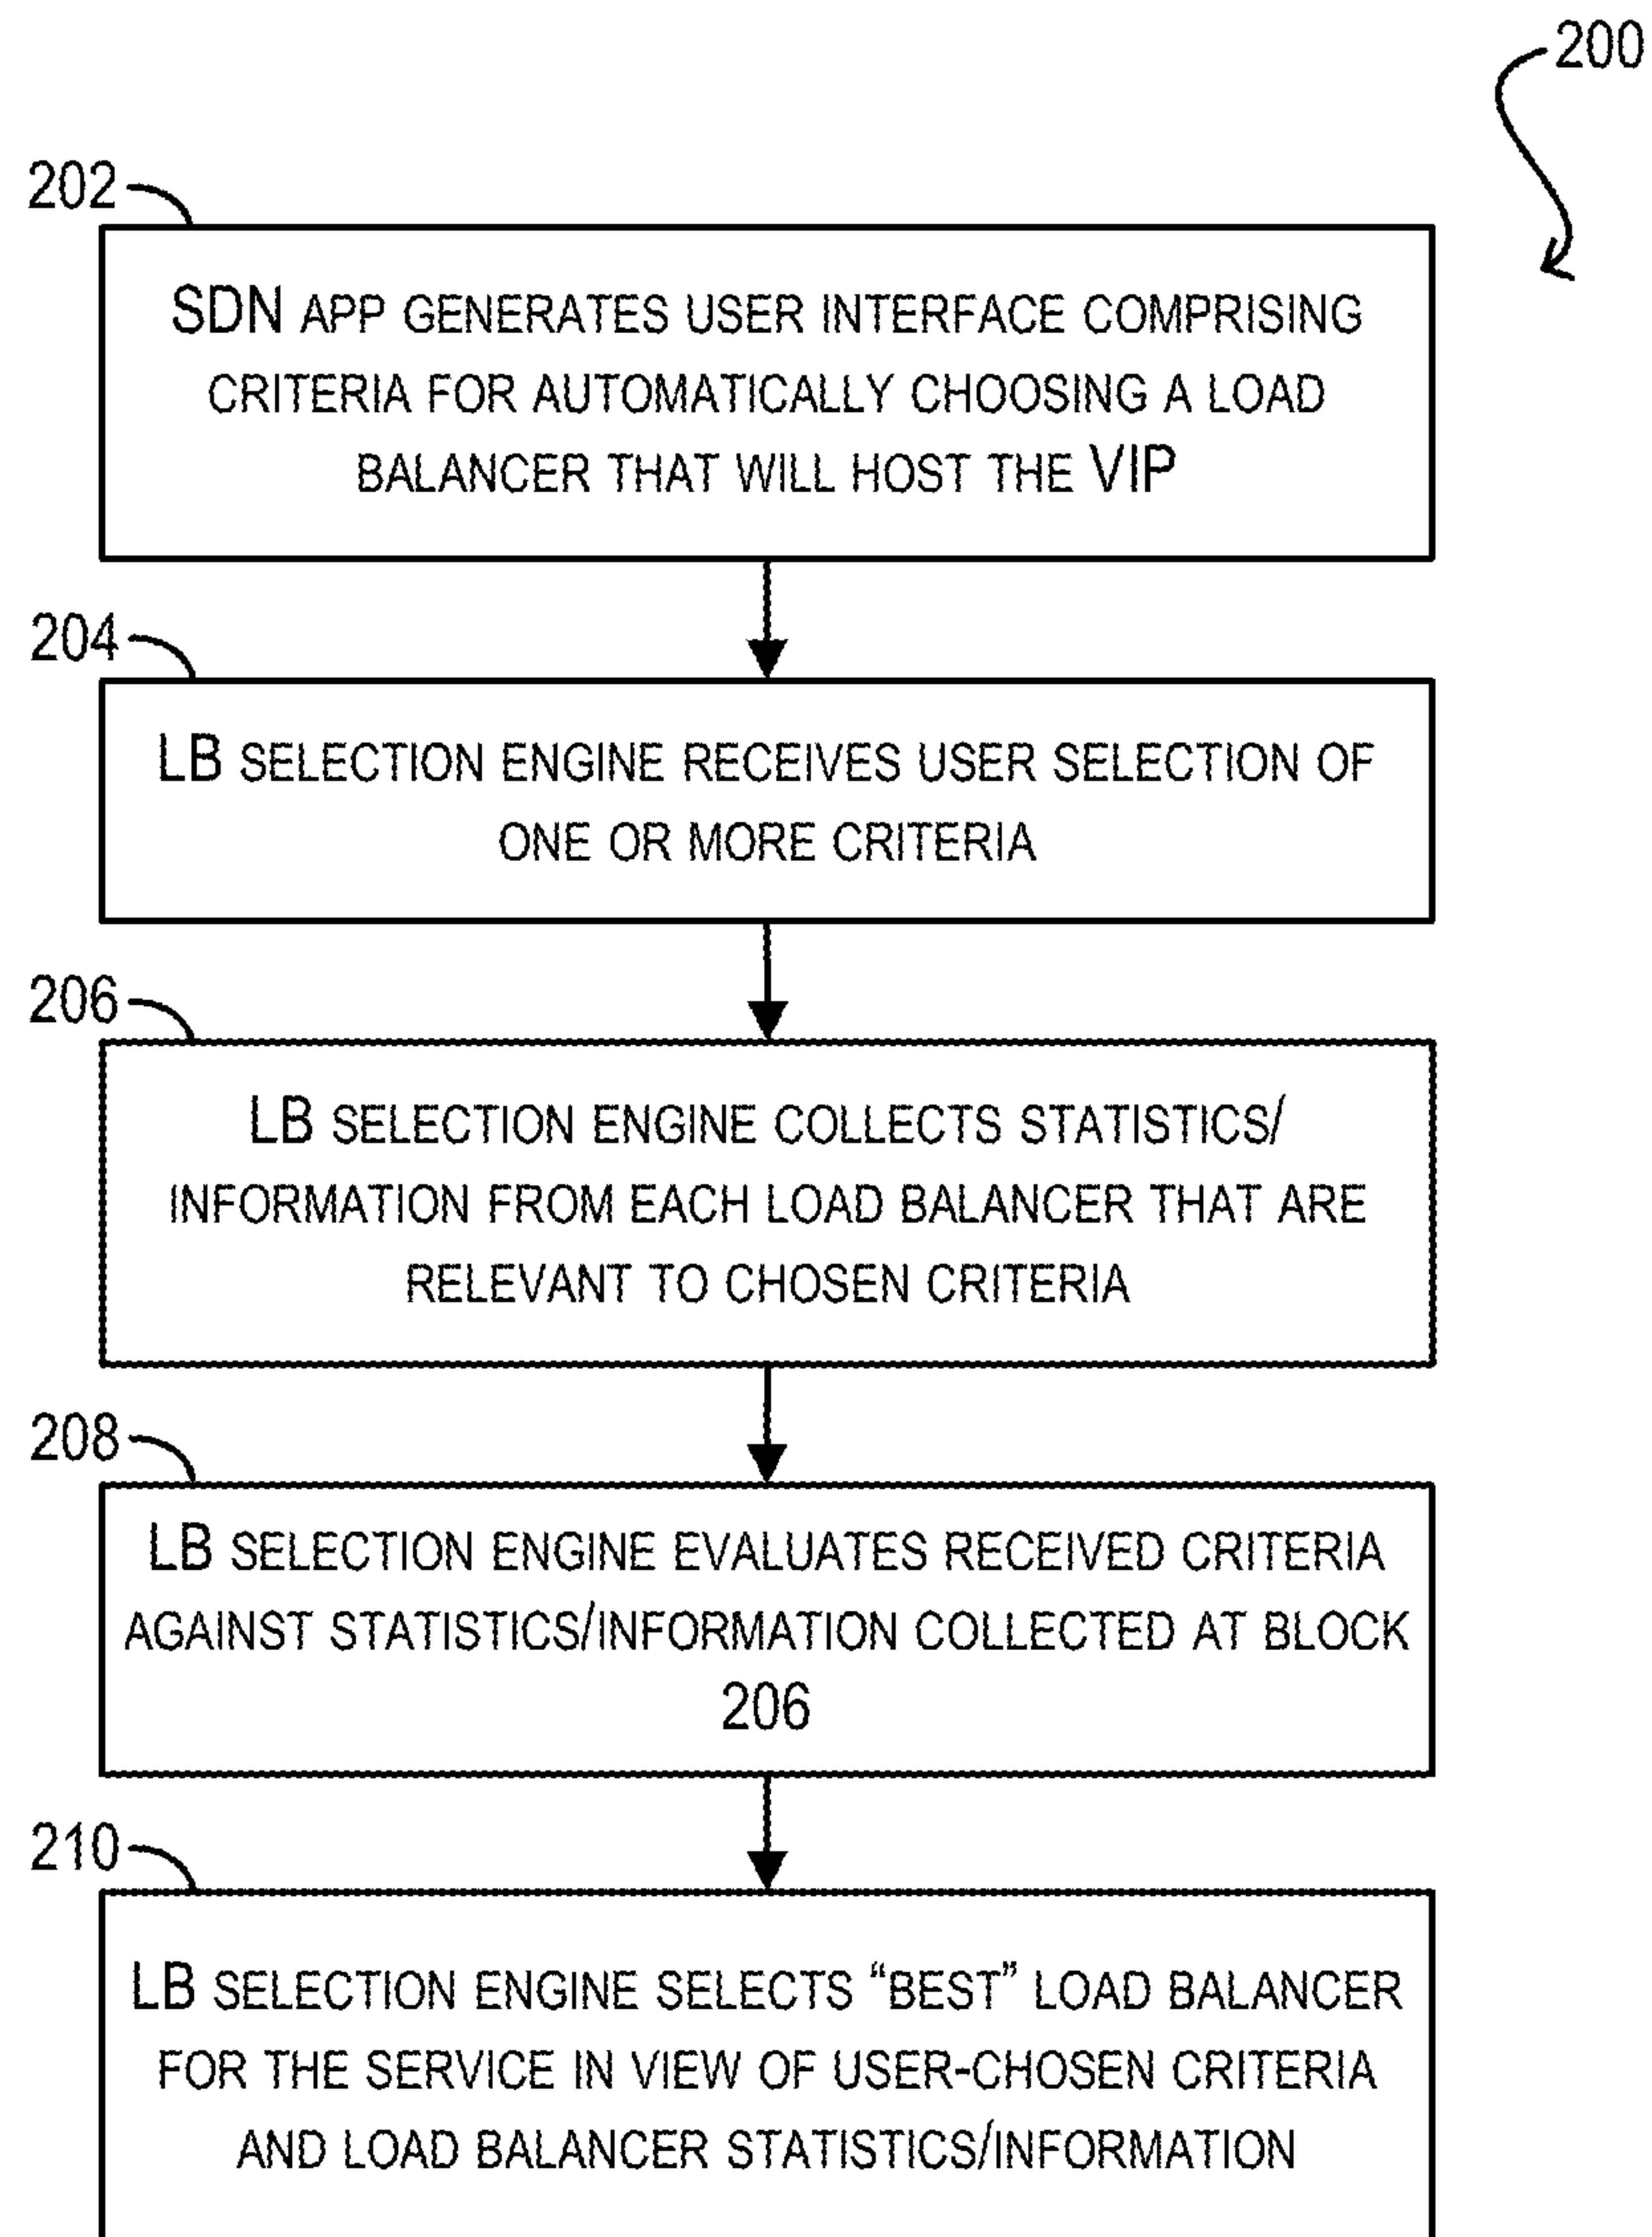 200
202
SDN APP GENERATES USER INTERFACE COMPRISING
CRITERIA FOR AUTOMATICALLY CHOOSING A LOAD
BALANCER THAT WILL HOST THE VIP
204
LB SELECTION ENGINE RECEIVES USER SELECTION OF
ONE OR MORE CRITERIA
206
LB SELECTION ENGINE COLLECTS STATISTICS/
INFORMATION FROM EACH LOAD BALANCER THAT ARE
RELEVANT TO CHOSEN CRITERIA
208
LB SELECTION ENGINE EVALUATES RECEIVED CRITERIA
AGAINST STATISTICS/INFORMATION COLLECTED AT BLOCK
206
210
LB SELECTION ENGINE SELECTS “BEST” LOAD BALANCER
FOR THE SERVICE IN VIEW OF USER-CHOSEN CRITERIA
AND LOAD BALANCER STATISTICS/INFORMATION